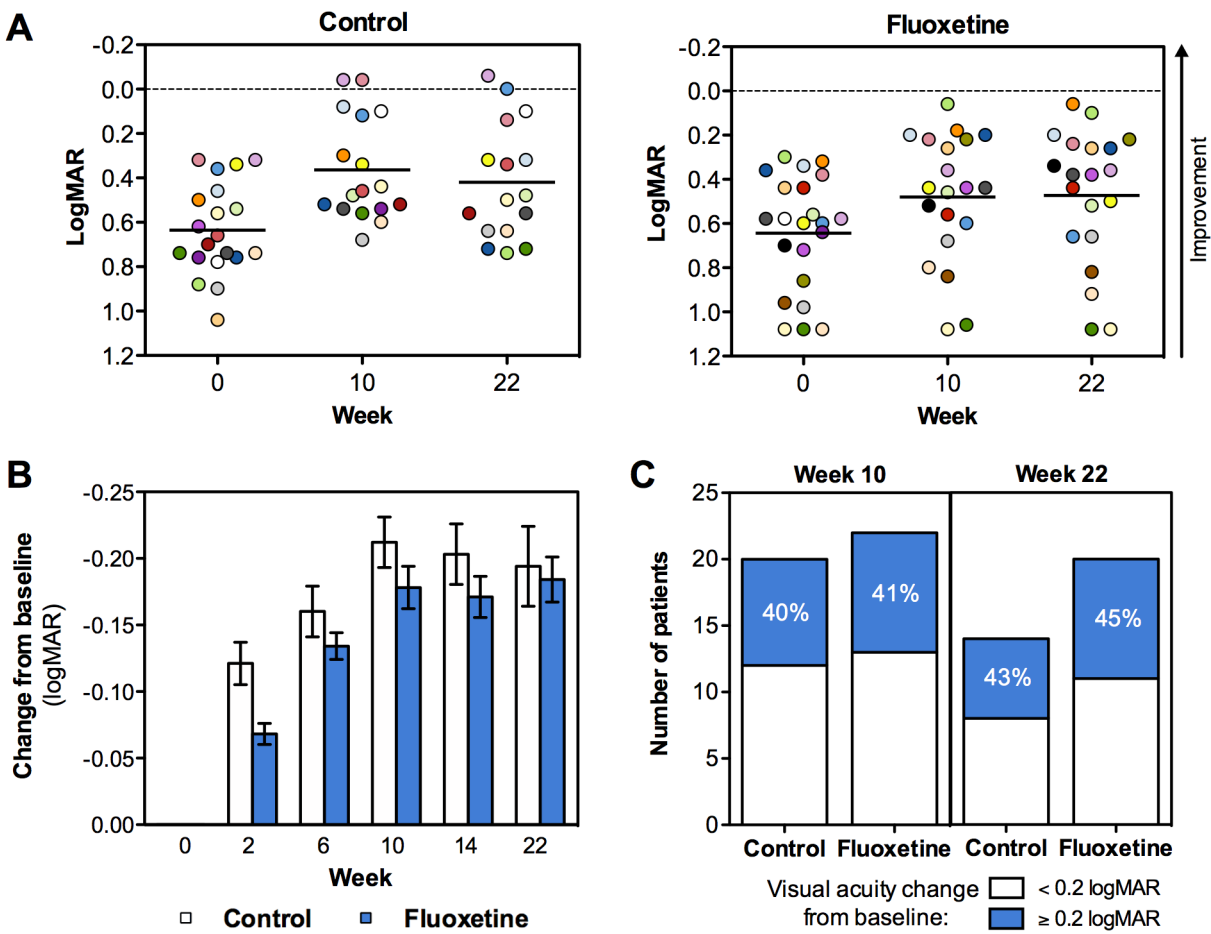 A
Control
Fluoxetine
-0.2
0.0
0.2
0.4
0.6
0.8
1.0
1.2
LogMAR
0 10 22
Week
-0.2
0.0
0.2
0.4
0.6
0.8
1.0
1.2
LogMAR
0 10 22
Week
Improvement
B
-0.25
-0.20
-0.15
-0.10
-0.05
0.00
Change from baseline
(logMAR)
0 2 6 10 14 22
Week
Control Fluoxetine
C
Week 10 Week 22
25
20
15
10
5
0
Number of patients
40% 41% 43% 45%
Control Fluoxetine Control Fluoxetine
Visual acuity change
from baseline:
< 0.2 logMAR
≥ 0.2 logMAR